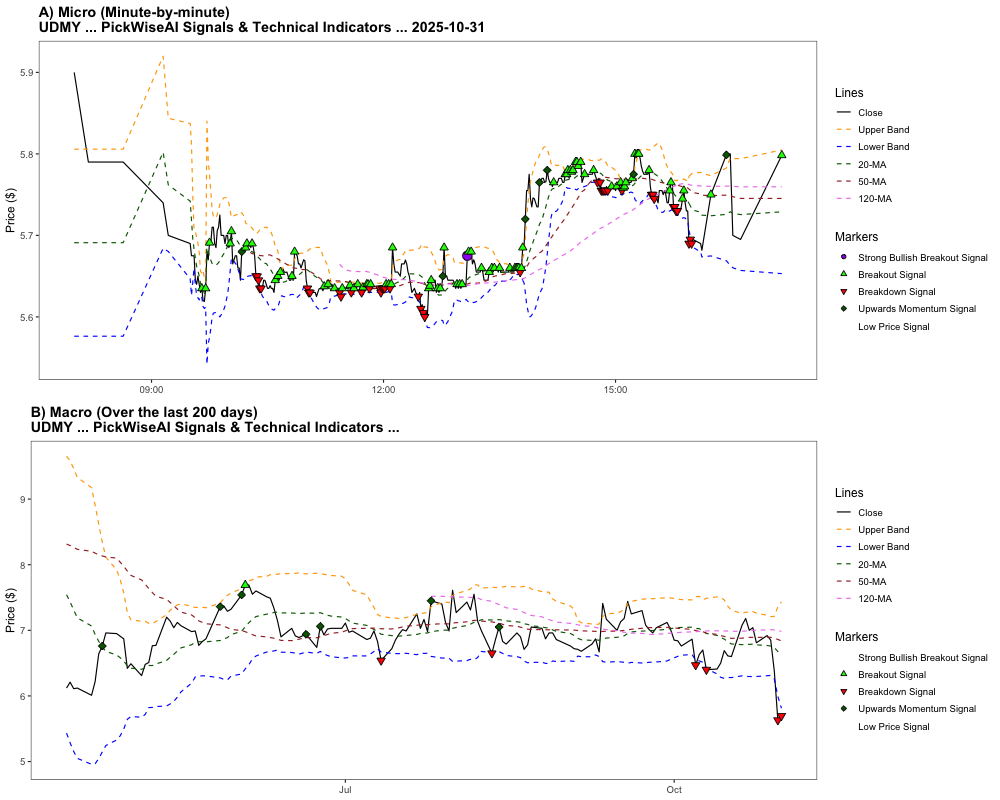 A) Micro (Minute-by-minute)
UDMY ... PickWiseAI Signals & Technical Indicators ... 2025-10-31
Price ($)
5.9
5.8
5.7
5.6
09:00
12:00
15:00
Lines
Close
Upper Band
Lower Band
20-MA
50-MA
120-MA
Markers
Strong Bullish Breakout Signal
Breakout Signal
Breakdown Signal
Upwards Momentum Signal
Low Price Signal
B) Macro (Over the last 200 days)
UDMY ... PickWiseAI Signals & Technical Indicators ...
Price ($)
9
8
7
6
5
Jul
Oct
Lines
Close
Upper Band
Lower Band
20-MA
50-MA
120-MA
Markers
Strong Bullish Breakout Signal
Breakout Signal
Breakdown Signal
Upwards Momentum Signal
Low Price Signal